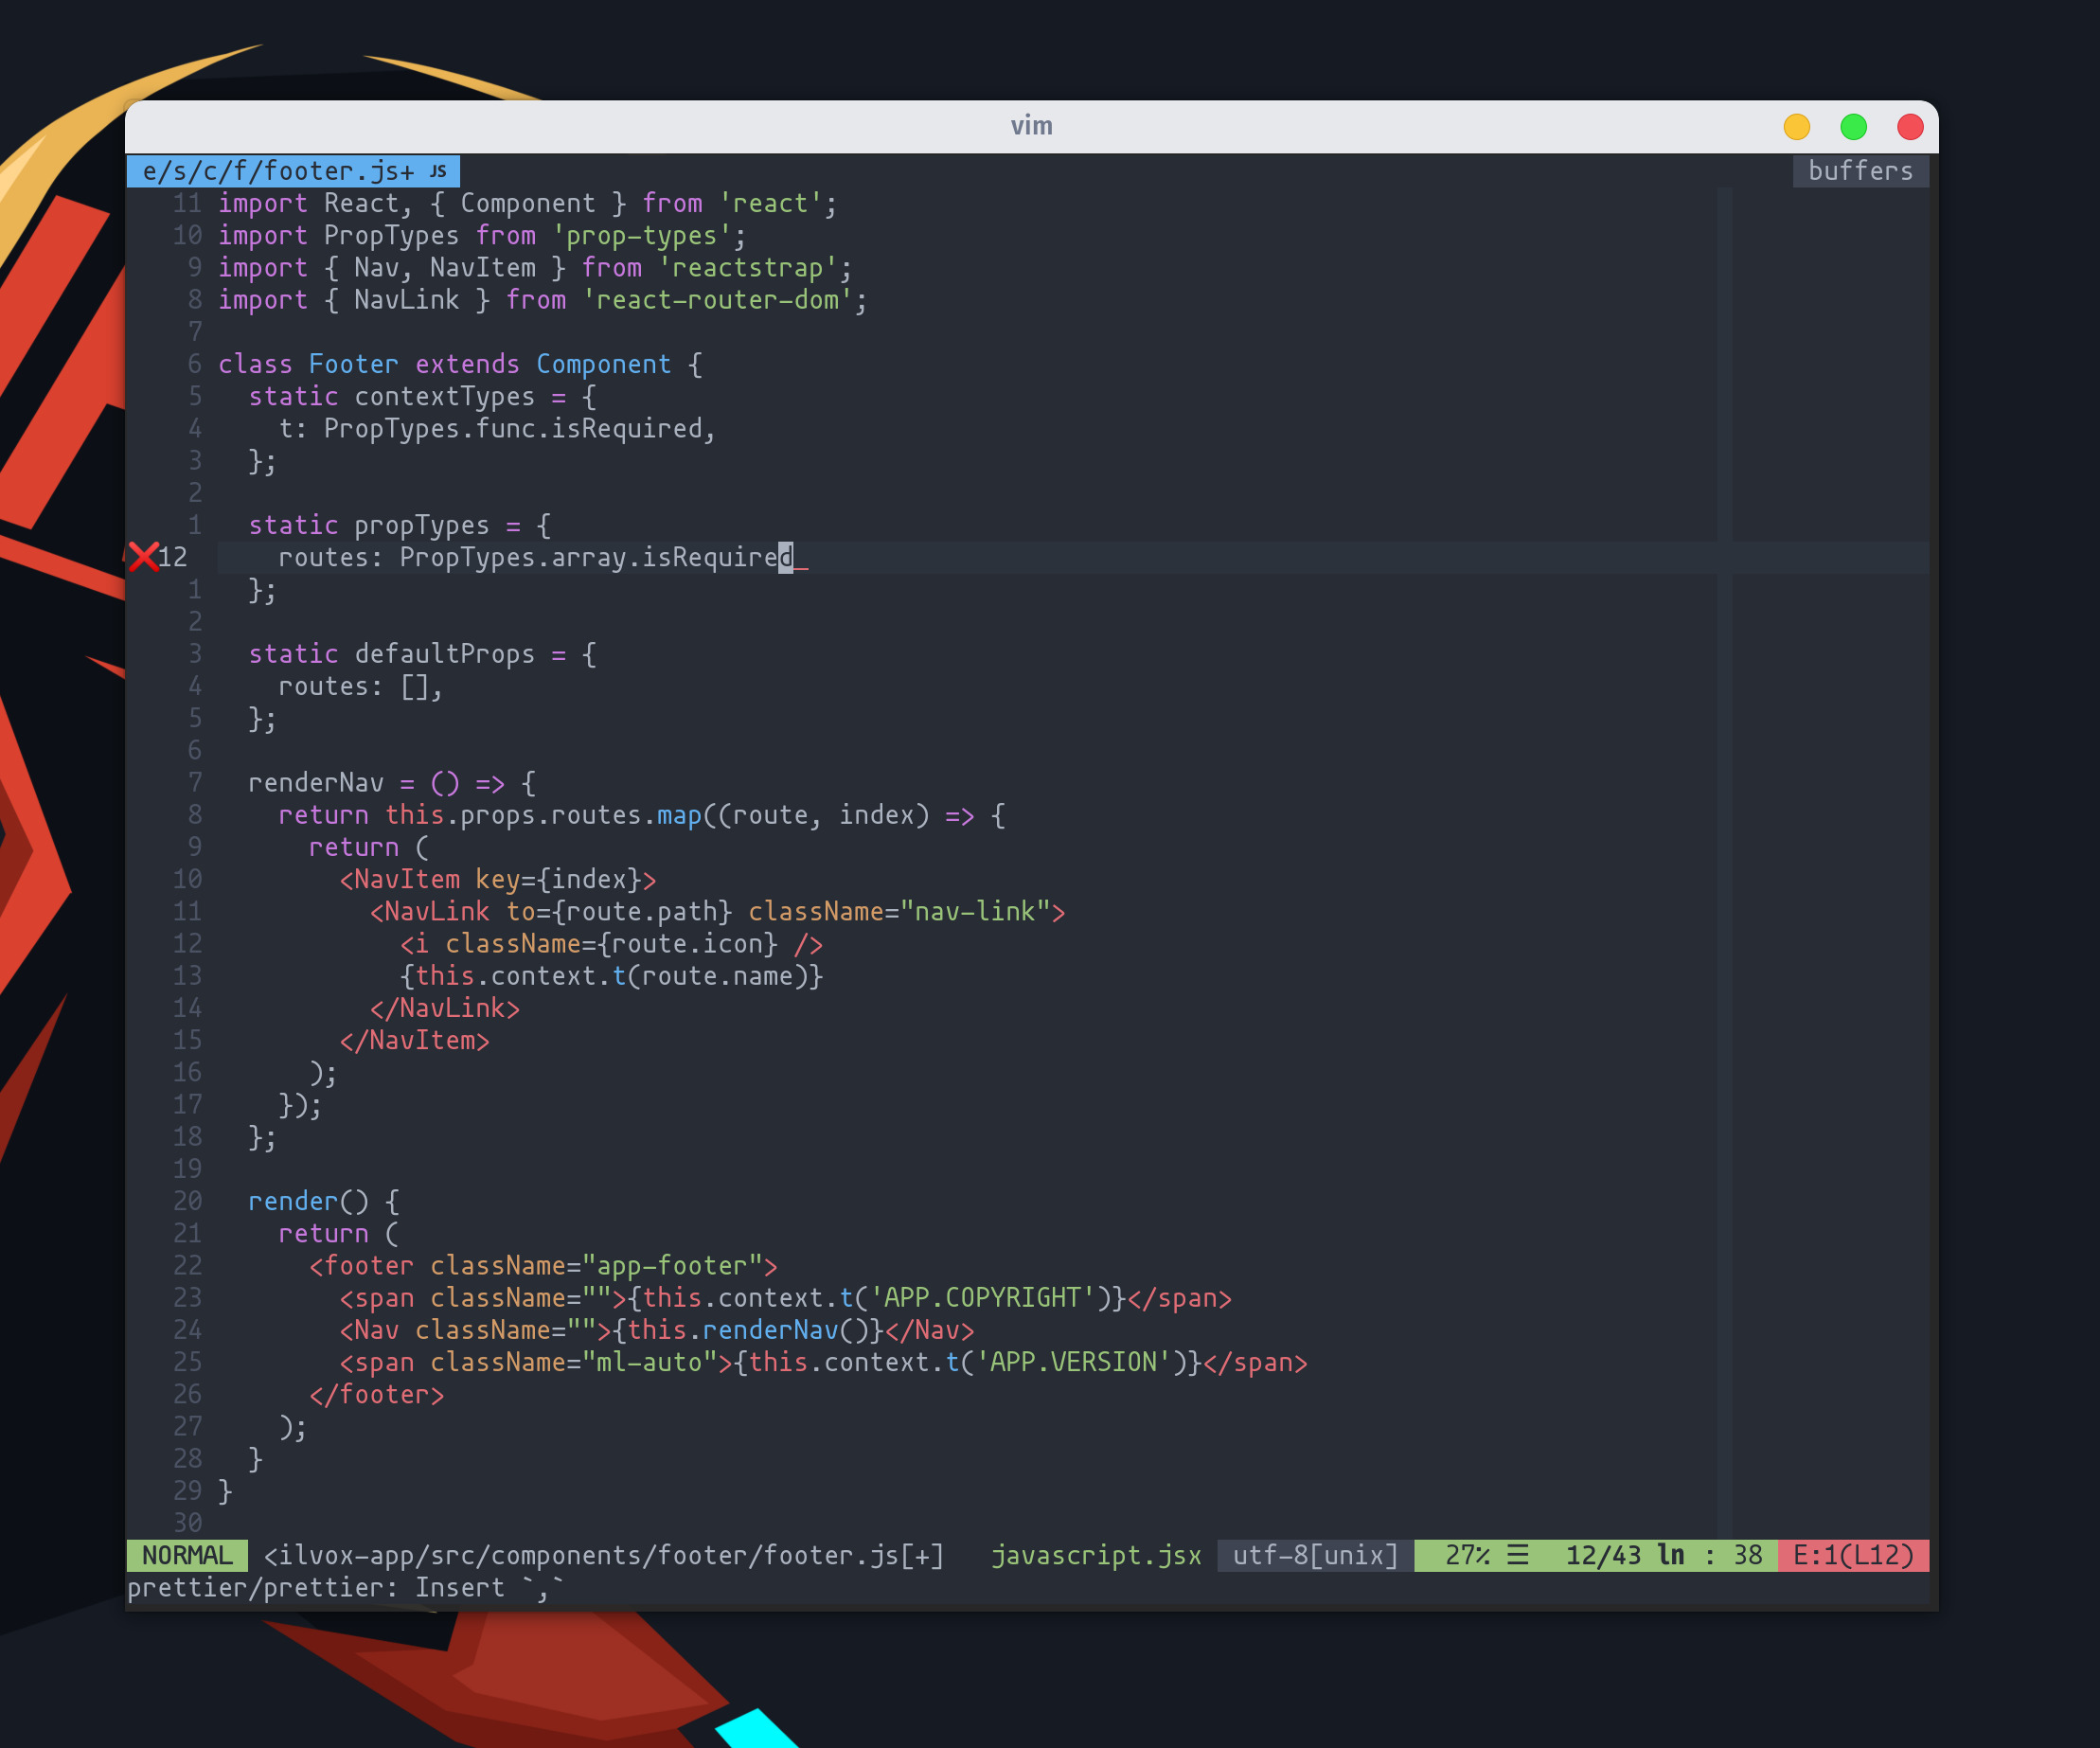 vim
e/s/c/f/footer.js+ JS buffers
11 import React, { Component } from 'react';
10 import PropTypes from 'prop-types';
9 import { Nav, NavItem } from 'reactstrap';
8 import { NavLink } from 'react-router-dom';
7
6 class Footer extends Component {
5   static contextTypes = {
4     t: PropTypes.func.isRequired,
3   };
2
1   static propTypes = {
❌12     routes: PropTypes.array.isRequired_
1   };
2
3   static defaultProps = {
4     routes: [],
5   };
6
7   renderNav = () => {
8     return this.props.routes.map((route, index) => {
9       return (
10         <NavItem key={index}>
11           <NavLink to={route.path} className="nav-link">
12             <i className={route.icon} />
13             {this.context.t(route.name)}
14           </NavLink>
15         </NavItem>
16       );
17     });
18   };
19
20   render() {
21     return (
22       <footer className="app-footer">
23         <span className="">{this.context.t('APP.COPYRIGHT')}</span>
24         <Nav className="">{this.renderNav()}</Nav>
25         <span className="ml-auto">{this.context.t('APP.VERSION')}</span>
26       </footer>
27     );
28   }
29 }
30
NORMAL <ilvox-app/src/components/footer/footer.js[+] javascript.jsx utf-8[unix] 27% ☰ 12/43 ln : 38 E:1(L12)
prettier/prettier: Insert `,`